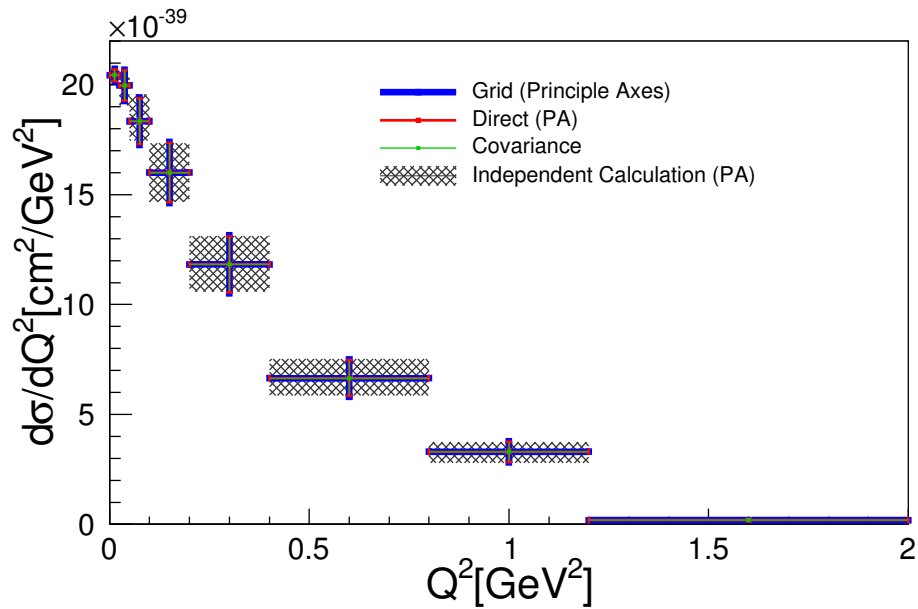 ×10⁻³⁹
dσ/dQ²[cm²/GeV²]
20
15
10
5
0
Grid (Principle Axes)
Direct (PA)
Covariance
Independent Calculation (PA)
0
0.5
1
1.5
2
Q²[GeV²]